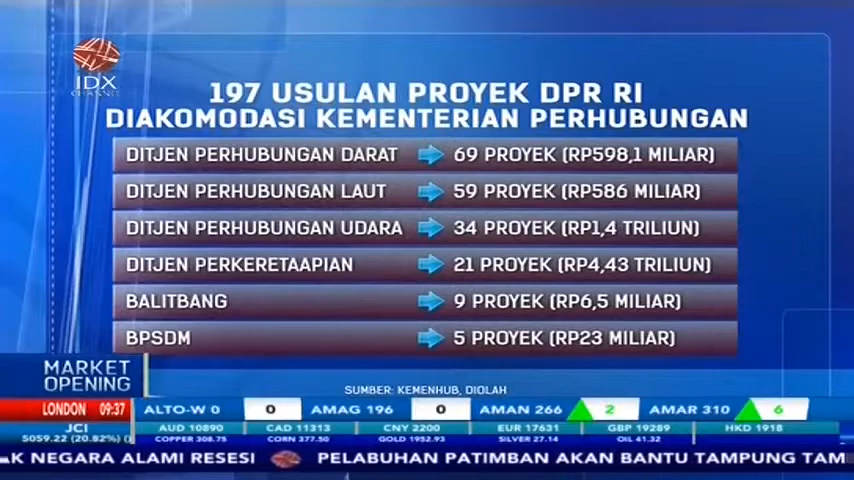 IDX
CHANNEL
197 USULAN PROYEK DPR RI
DIAKOMODASI KEMENTERIAN PERHUBUNGAN
DITJEN PERHUBUNGAN DARAT 69 PROYEK (RP598,1 MILIAR)
DITJEN PERHUBUNGAN LAUT 59 PROYEK (RP586 MILIAR)
DITJEN PERHUBUNGAN UDARA 34 PROYEK (RP1,4 TRILIUN)
DITJEN PERKERETAAPIAN 21 PROYEK (RP4,43 TRILIUN)
BALITBANG 9 PROYEK (RP6,5 MILIAR)
BPSDM 5 PROYEK (RP23 MILIAR)
MARKET
OPENING
SUMBER: KEMENHUB, DIOLAH
LONDON 09:37 ALTO-W 0 0 AMAG 196 0 AMAN 266 2 AMAR 310 6
JCI AUD 10890 CAD 11313 CNY 2200 EUR 17631 GBP 19289 HKD 1918
5059.22 (20.82%) COPPER 308.75 CORN 377.50 GOLD 1952.93 SILVER 27.14 OIL 41.32
AK NEGARA ALAMI RESESI PELABUHAN PATIMBAN AKAN BANTU TAMPUNG TAM